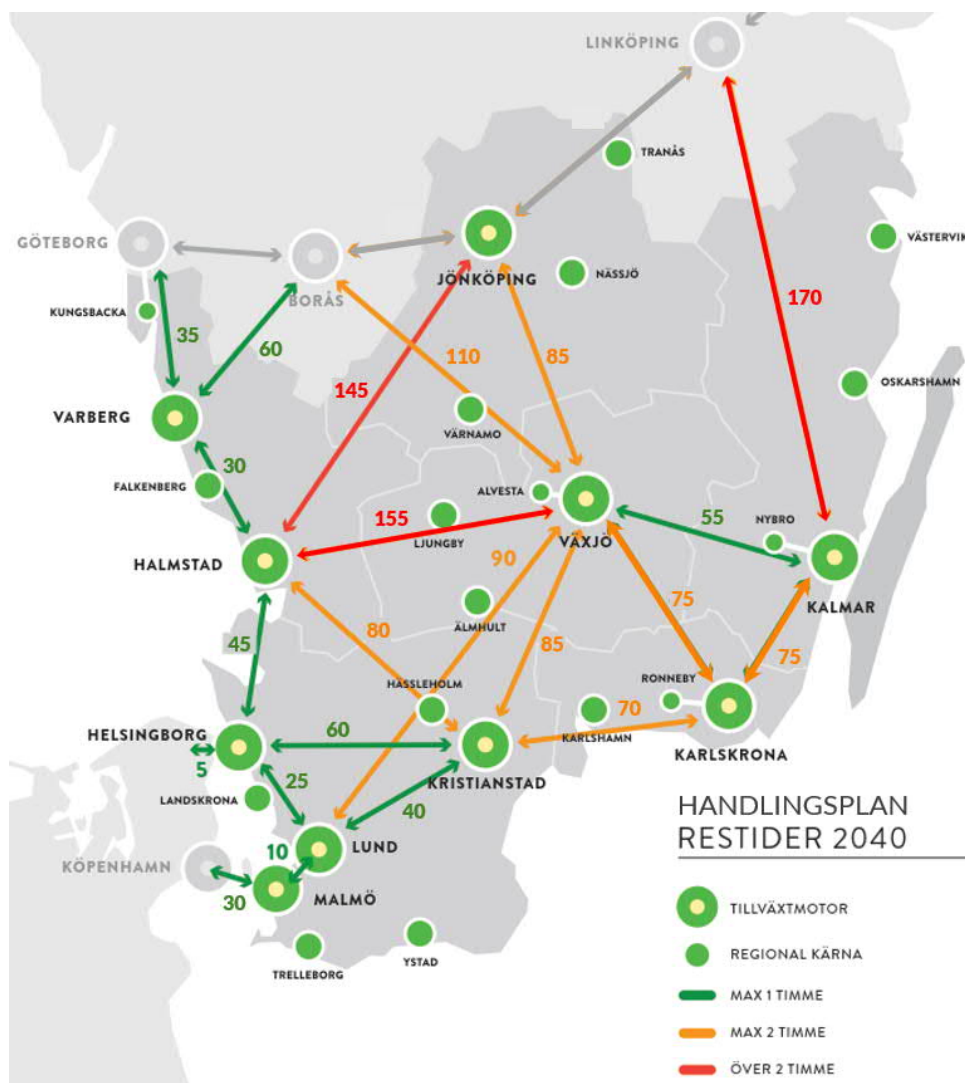 LINKÖPING
TRANÅS
GÖTEBORG
VÄSTERVIK
JÖNKÖPING
NÄSSJÖ
BORÅS
KUNGSBACKA
170
35
60
110
85
OSKARSHAMN
145
VARBERG
VÄRNAMO
30
FALKENBERG
ALVESTA
155
55
NYBRO
LJUNGBY
VÄXJÖ
HALMSTAD
90
KALMAR
75
80
ÄLMHULT
45
85
75
RONNEBY
HÄSSLEHOLM
70
HELSINGBORG
60
KARLSHAMN
KARLSKRONA
5
25
KRISTIANSTAD
LANDSKRONA
40
HANDLINGSPLAN
RESTIDER 2040
10
LUND
KÖPENHAMN
30
MALMÖ
TILLVÄXTMOTOR
YSTAD
REGIONAL KÄRNA
TRELLEBORG
MAX 1 TIMME
MAX 2 TIMME
ÖVER 2 TIMME